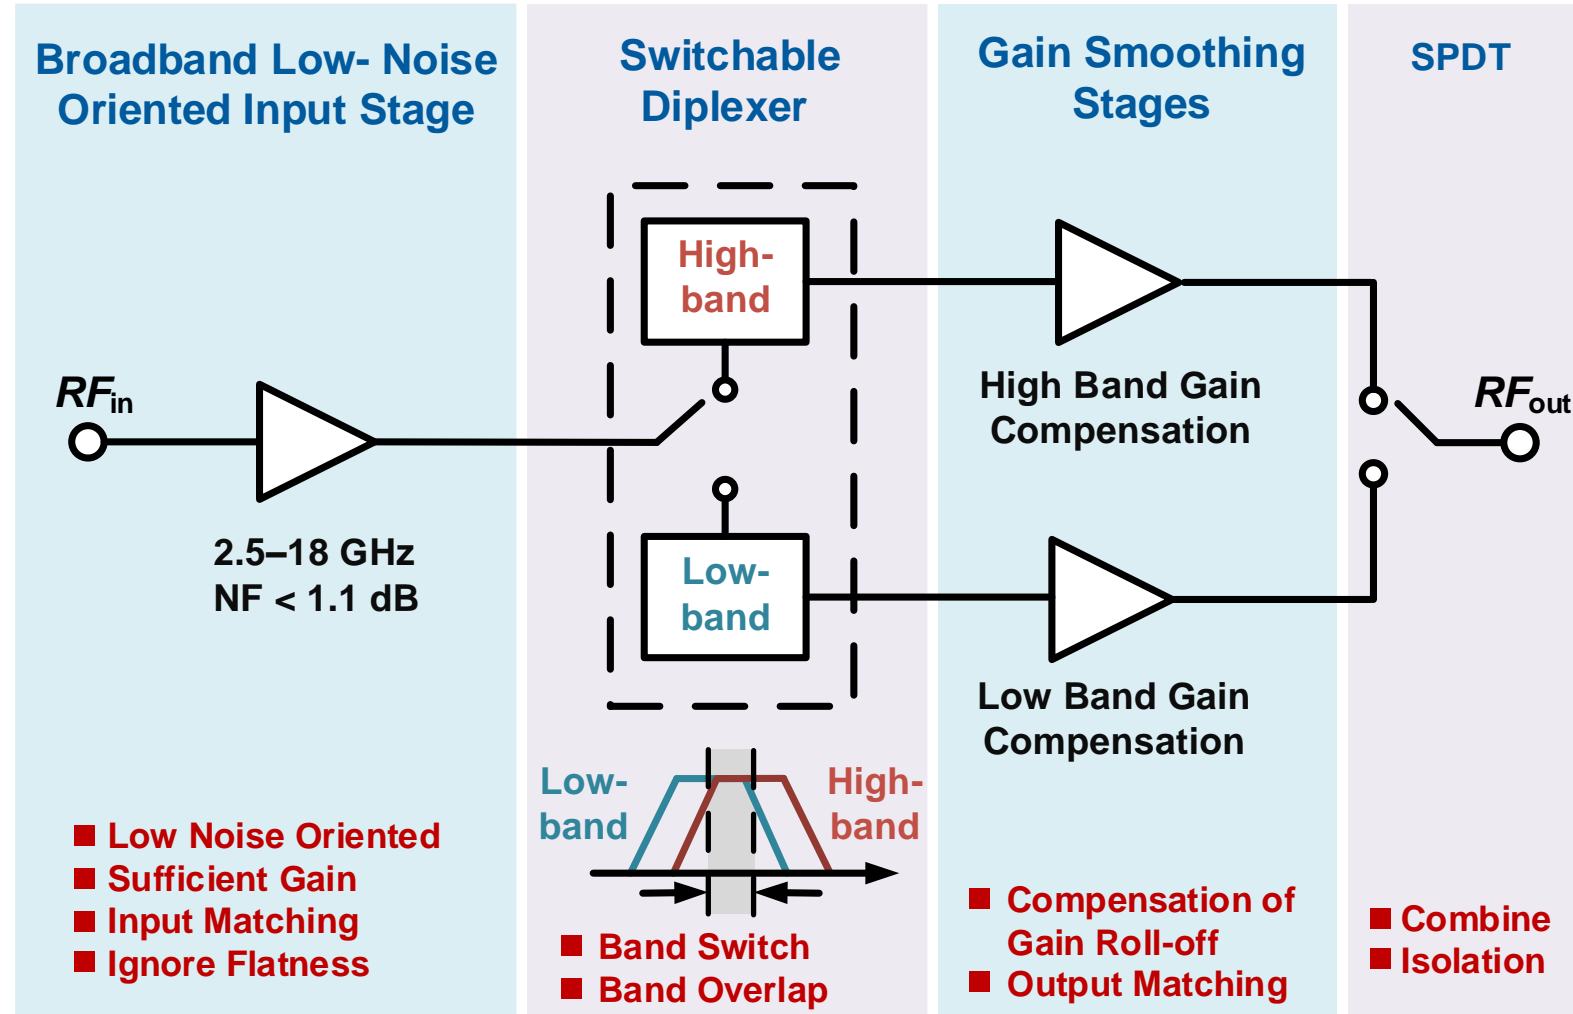 Broadband Low- Noise
Oriented Input Stage
Switchable
Diplexer
Gain Smoothing
Stages
SPDT
High-
band
RFin
High Band Gain
Compensation
RFout
2.5–18 GHz
NF < 1.1 dB
Low-
band
Low Band Gain
Compensation
Low-
band
High-
band
Low Noise Oriented
Sufficient Gain
Input Matching
Ignore Flatness
Band Switch
Band Overlap
Compensation of
Gain Roll-off
Output Matching
Combine
Isolation